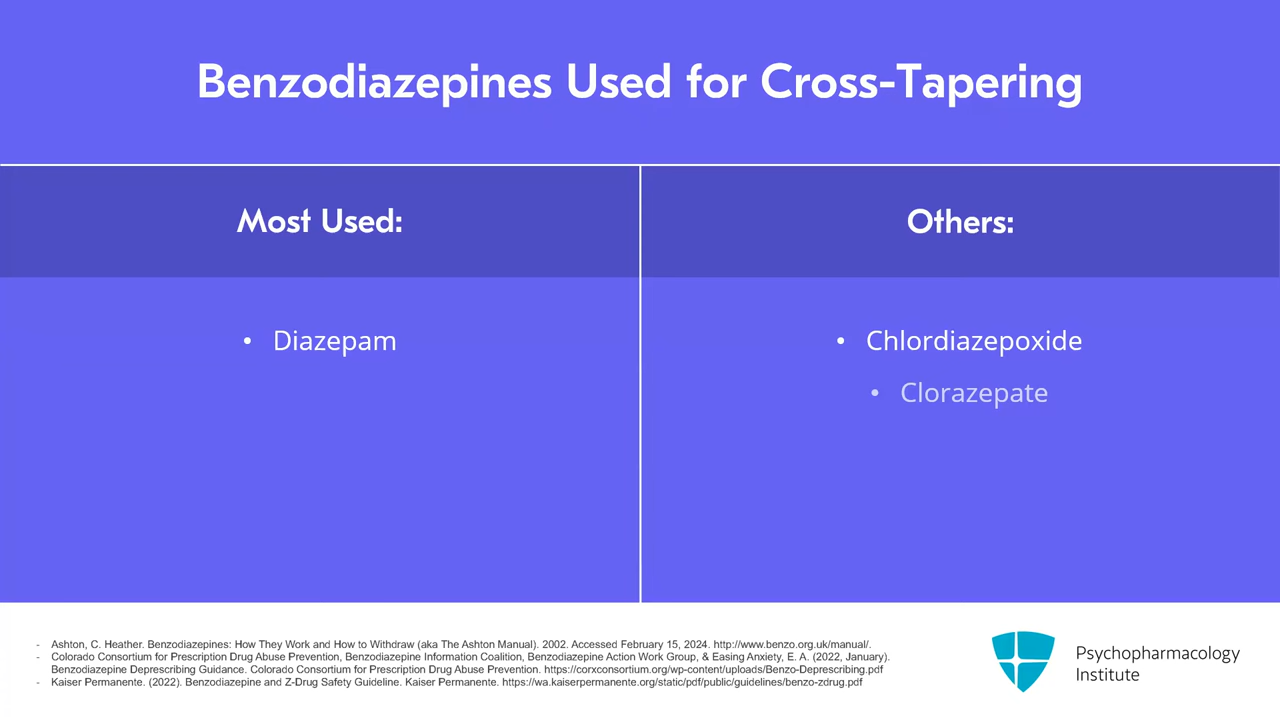 Benzodiazepines Used for Cross-Tapering
Most Used:
Others:
• Diazepam
• Chlordiazepoxide
• Clorazepate
- Ashton, C. Heather. Benzodiazepines: How They Work and How to Withdraw (aka The Ashton Manual). 2002. Accessed February 15, 2024. http://www.benzo.org.uk/manual/.
- Colorado Consortium for Prescription Drug Abuse Prevention, Benzodiazepine Information Coalition, Benzodiazepine Action Work Group, & Easing Anxiety, E. A. (2022, January).
Benzodiazepine Deprescribing Guidance. Colorado Consortium for Prescription Drug Abuse Prevention. https://corxconsortium.org/wp-content/uploads/Benzo-Deprescribing.pdf
- Kaiser Permanente. (2022). Benzodiazepine and Z-Drug Safety Guideline. Kaiser Permanente. https://wa.kaiserpermanente.org/static/pdf/public/guidelines/benzo-zdrug.pdf
Psychopharmacology
Institute